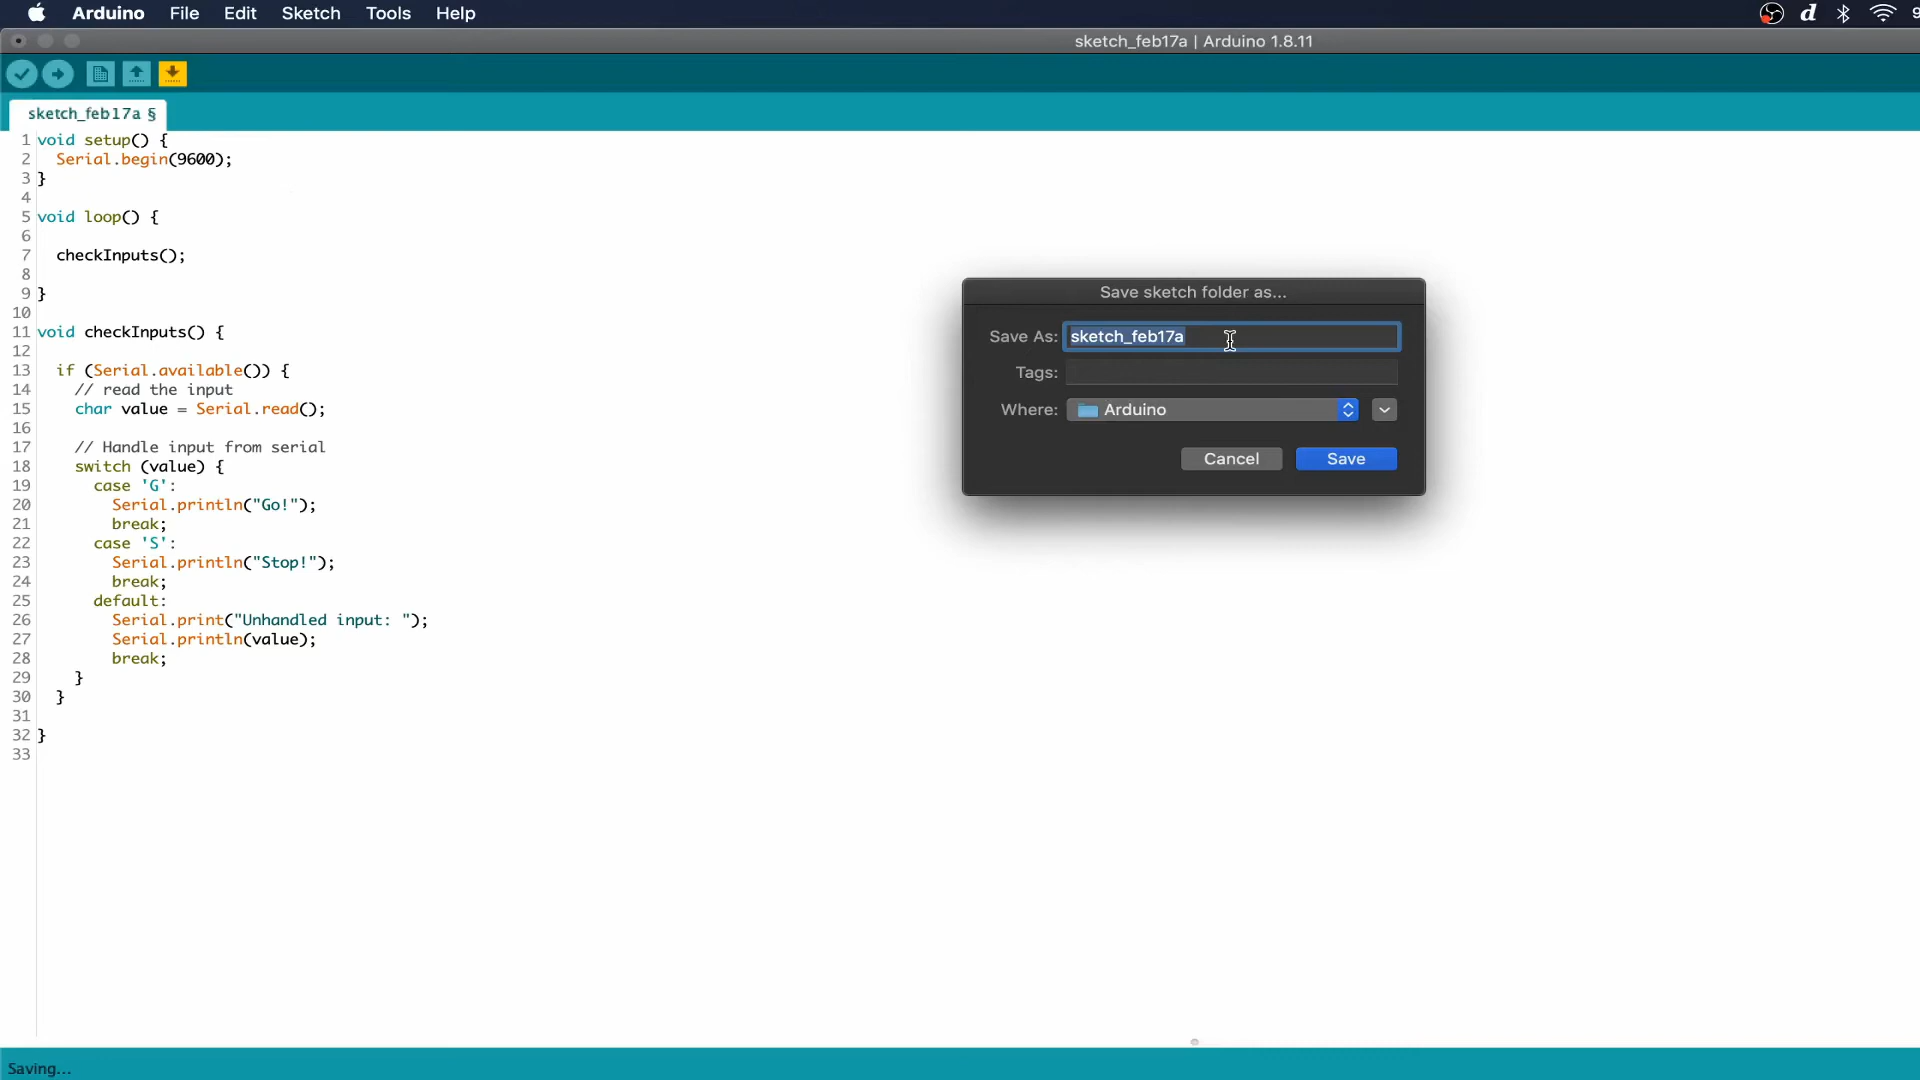 Arduino File Edit Sketch Tools Help
sketch_feb17a | Arduino 1.8.11
sketch_feb17a §
1 void setup() {
2 Serial.begin(9600);
3 }
4
5 void loop() {
6
7 checkInputs();
8
9 }
10
11 void checkInputs() {
12
13 if (Serial.available()) {
14 // read the input
15 char value = Serial.read();
16
17 // Handle input from serial
18 switch (value) {
19 case 'G':
20 Serial.println("Go!");
21 break;
22 case 'S':
23 Serial.println("Stop!");
24 break;
25 default:
26 Serial.print("Unhandled input: ");
27 Serial.println(value);
28 break;
29 }
30 }
31
32 }
33
Save sketch folder as...
Save As: sketch_feb17a
Tags:
Where: Arduino
Cancel Save
Saving...